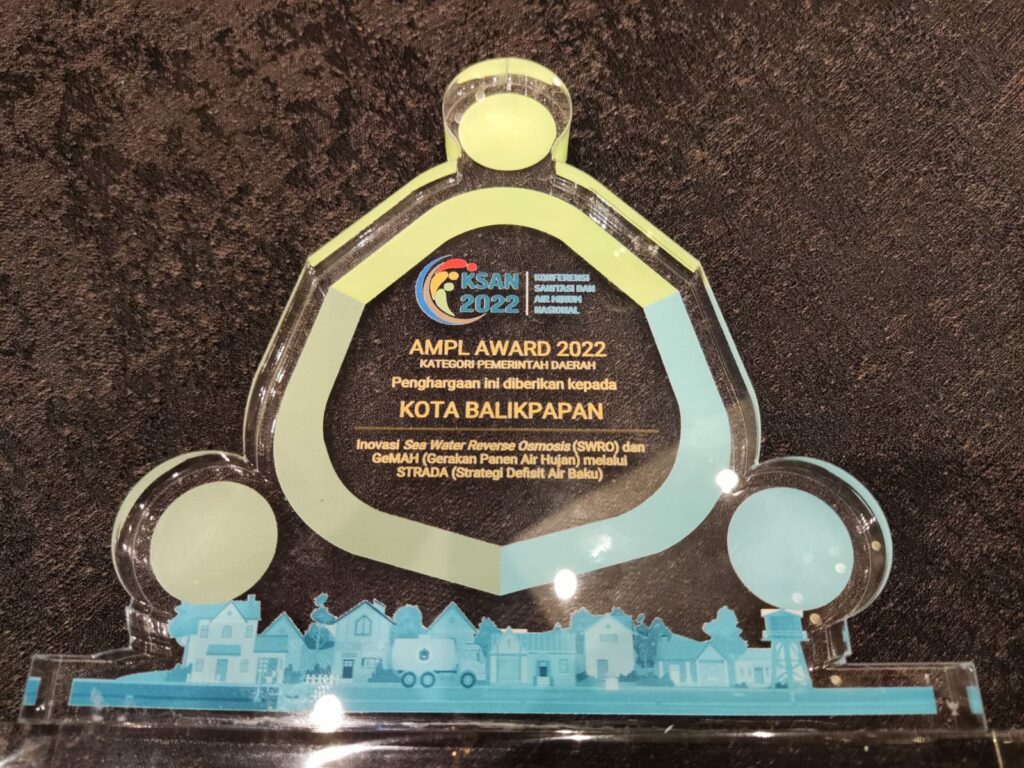 KSAN
2022
KONFERENSI
SANITASI DAN
AIR MINUM
NASIONAL
AMPL AWARD 2022
KATEGORI PEMERINTAH DAERAH
Penghargaan ini diberikan kepada
KOTA BALIKPAPAN
Inovasi Sea Water Reverse Osmosis (SWRO) dan
GeMAH (Gerakan Panen Air Hujan) melalui
STRADA (Strategi Defisit Air Baku)